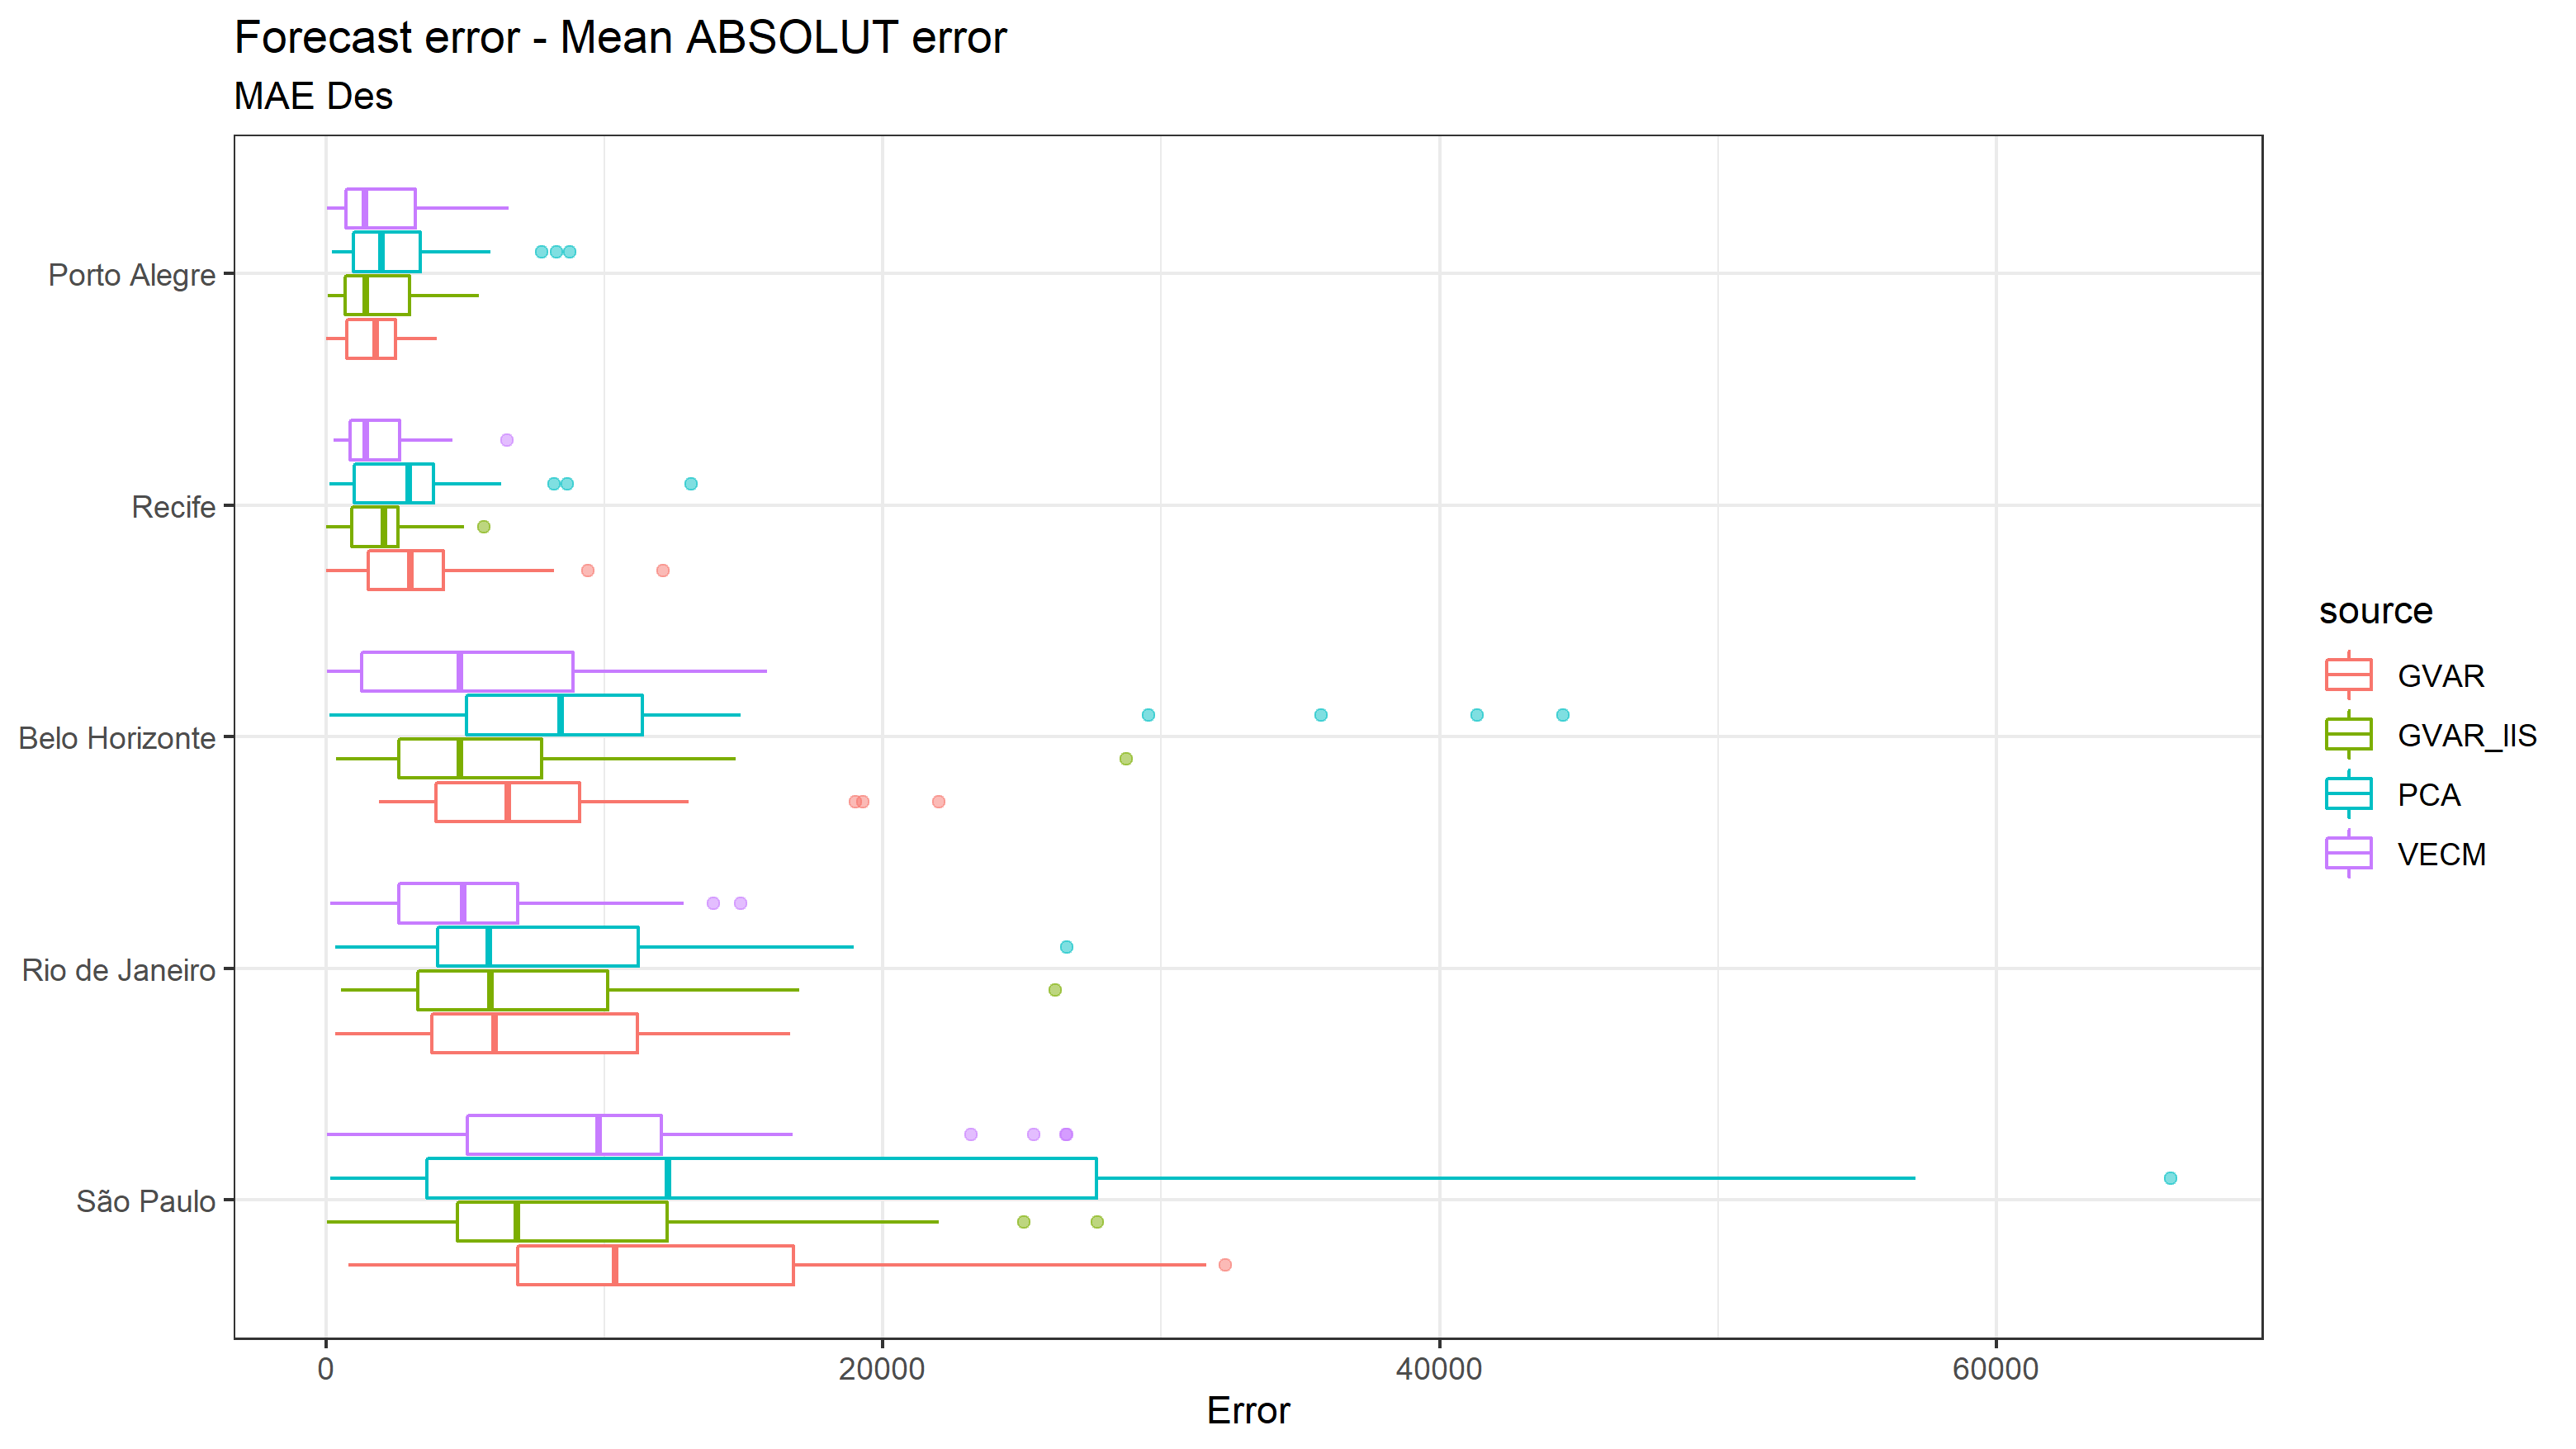 Forecast error - Mean ABSOLUT error
MAE Des
Porto Alegre
Recife
Belo Horizonte
Rio de Janeiro
São Paulo
0
20000
40000
60000
Error
source
GVAR
GVAR_IIS
PCA
VECM